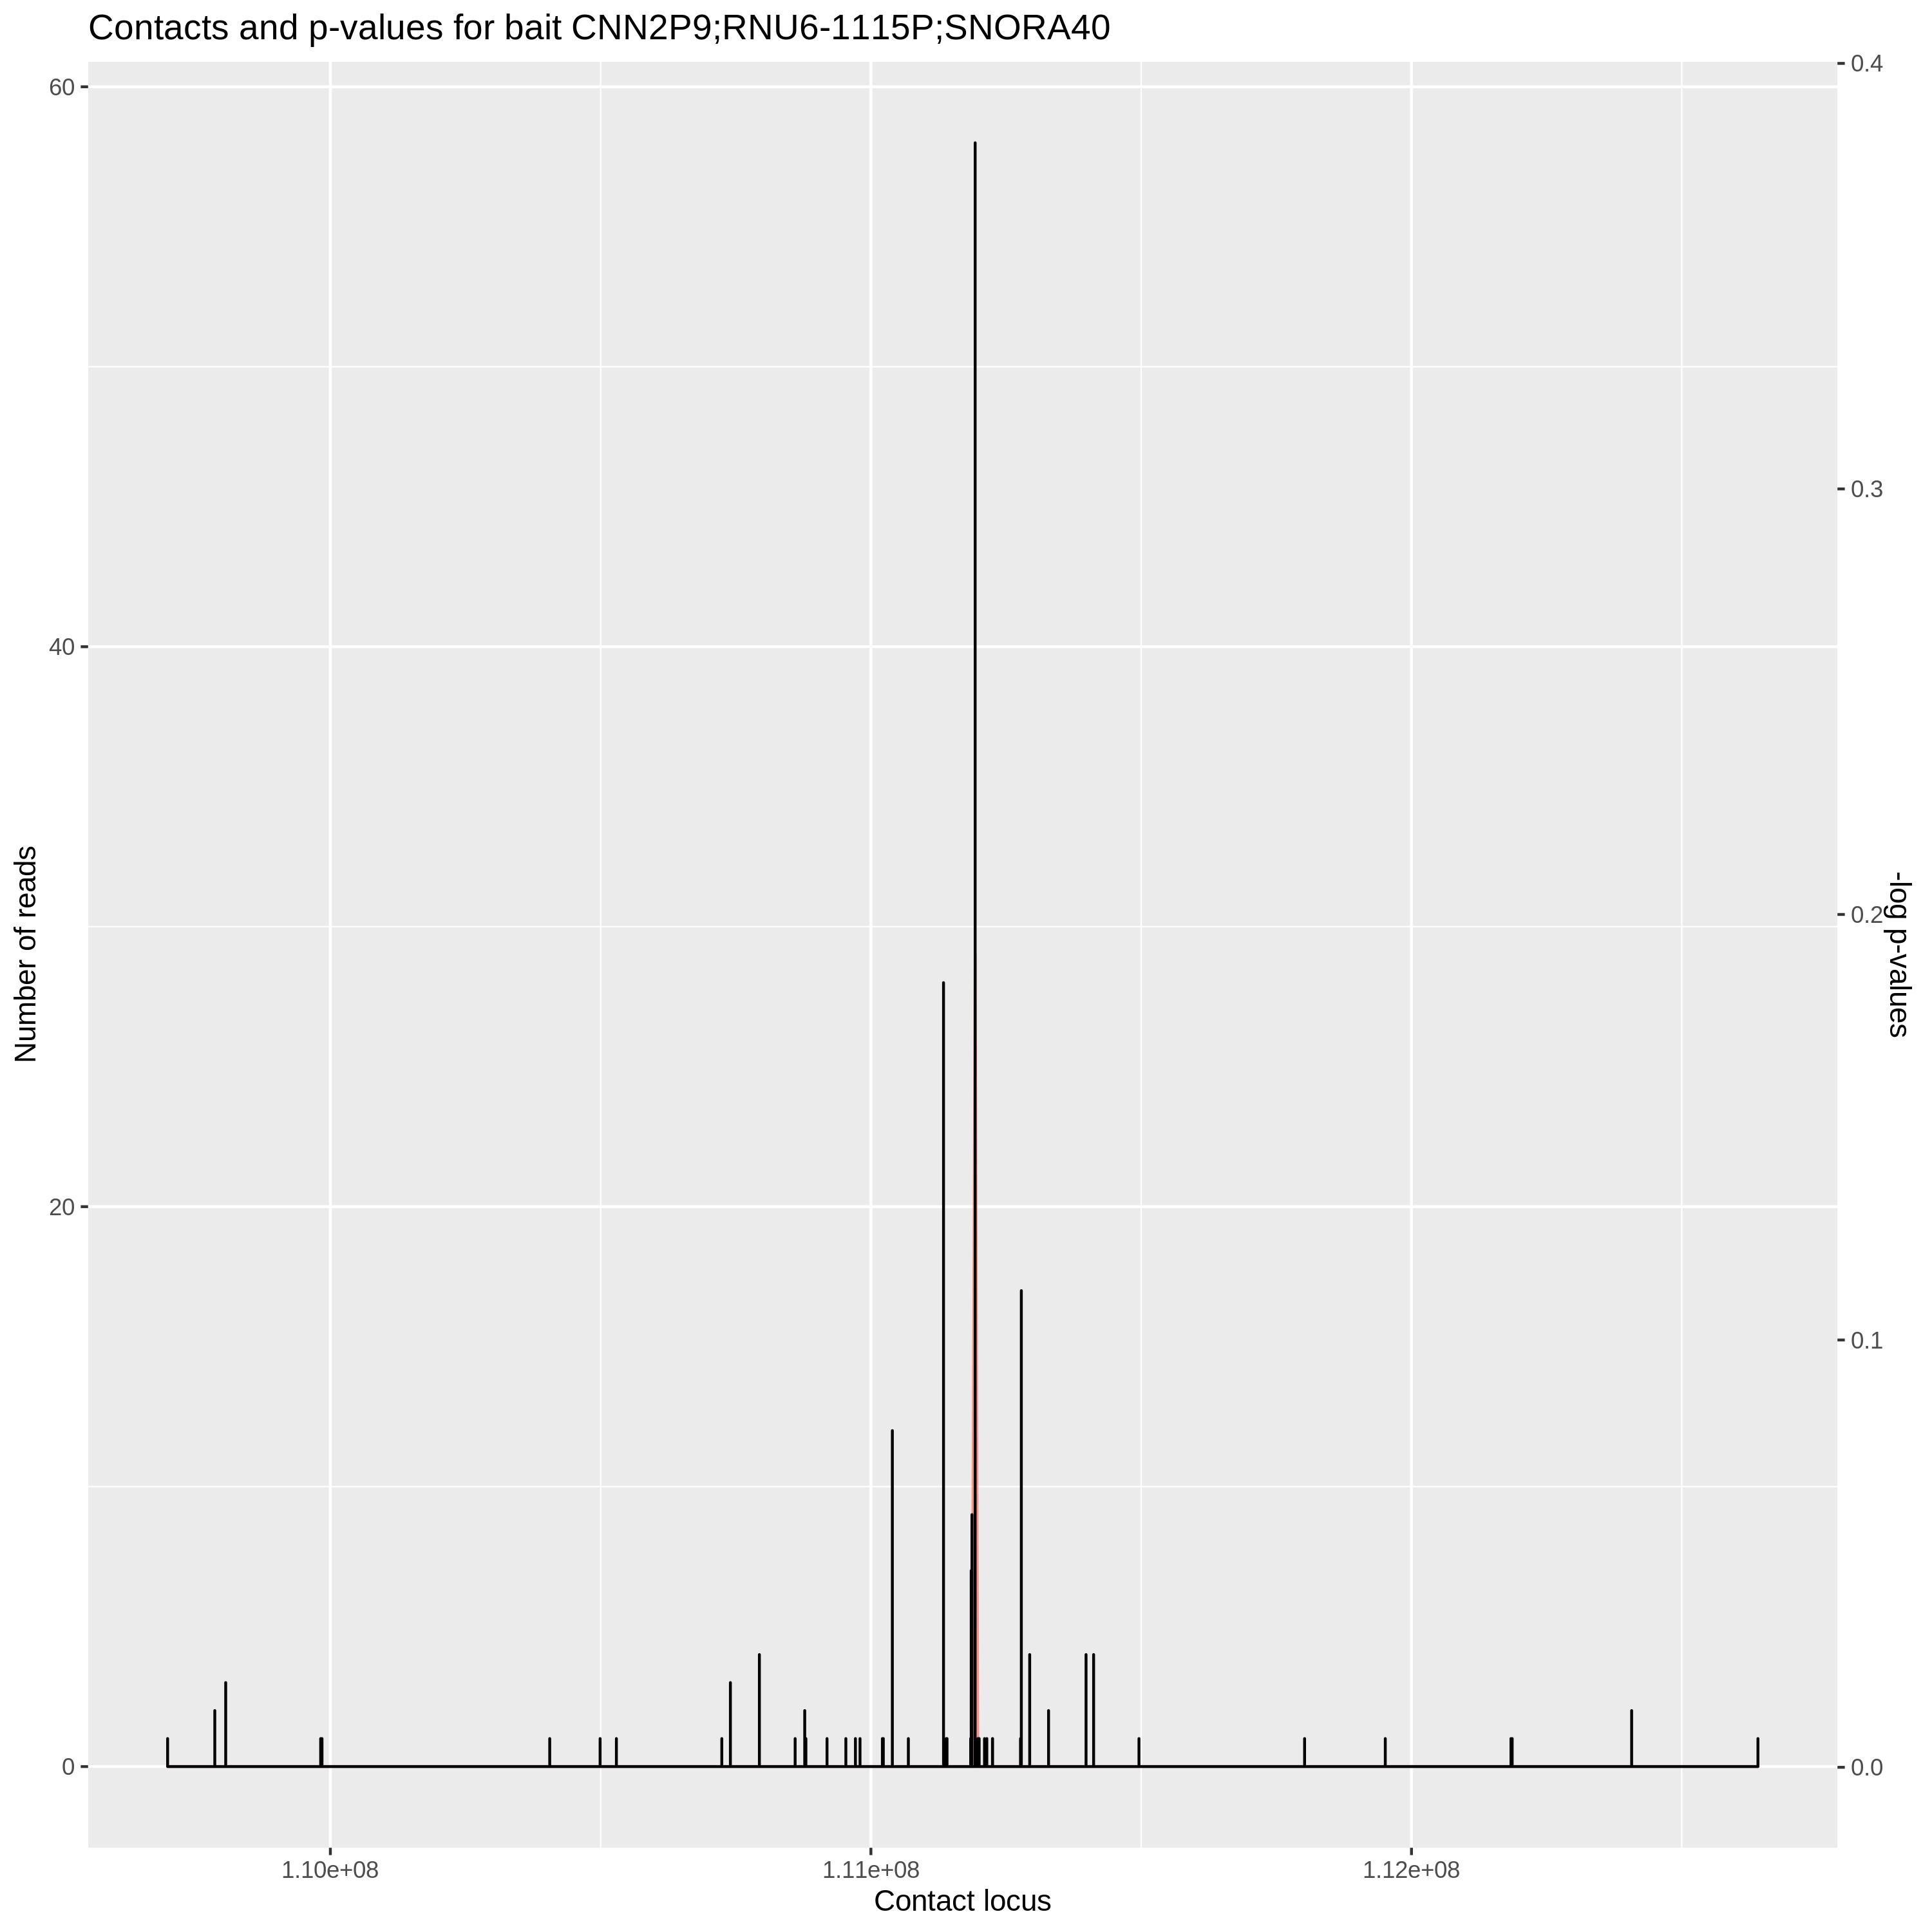 Contacts and p-values for bait CNN2P9;RNU6-1115P;SNORA40
60
40
20
0
Number of reads
0.4
0.3
0.2
0.1
0.0
-log p-values
1.10e+08
1.11e+08
1.12e+08
Contact locus